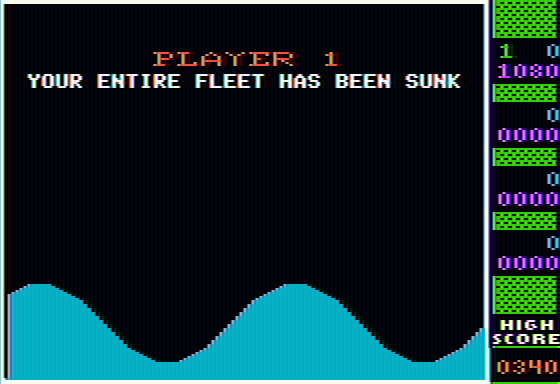 PLAYER 1
YOUR ENTIRE FLEET HAS BEEN SUNK
1 0
1080
0
0000
0
0000
0
0000
HIGH
SCORE
0340